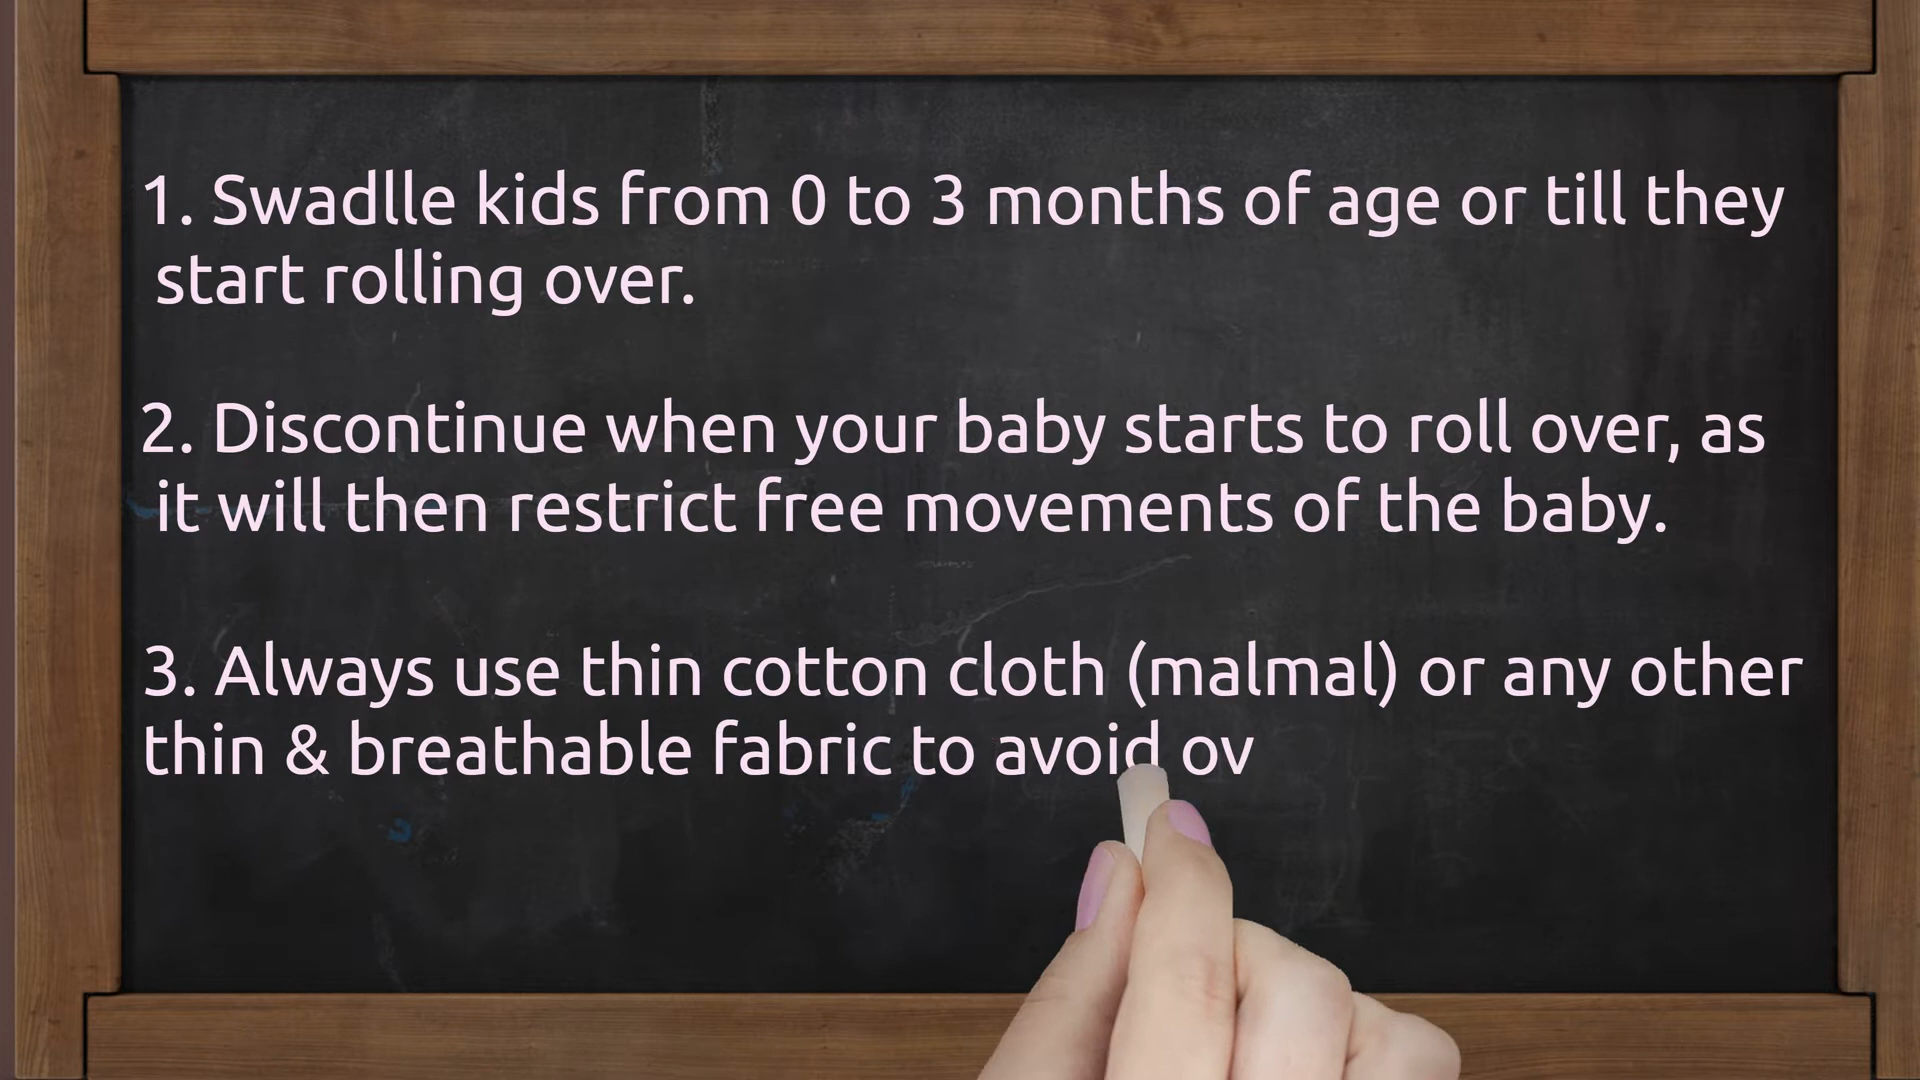 1. Swadlle kids from 0 to 3 months of age or till they
start rolling over.
2. Discontinue when your baby starts to roll over, as
it will then restrict free movements of the baby.
3. Always use thin cotton cloth (malmal) or any other
thin & breathable fabric to avoid ov